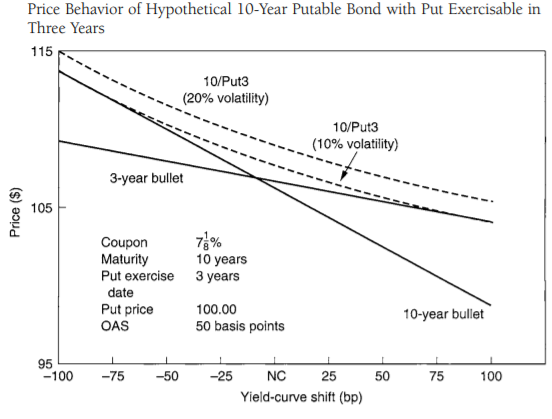 Price Behavior of Hypothetical 10-Year Putable Bond with Put Exercisable in
Three Years
115
10/Put3
(20% volatility)
10/Put3
(10% volatility)
3-year bullet
105
Price ($)
Coupon 7⅛%
Maturity 10 years
Put exercise 3 years
date
Put price 100.00
OAS 50 basis points
10-year bullet
95
−100 −75 −50 −25 NC 25 50 75 100
Yield-curve shift (bp)